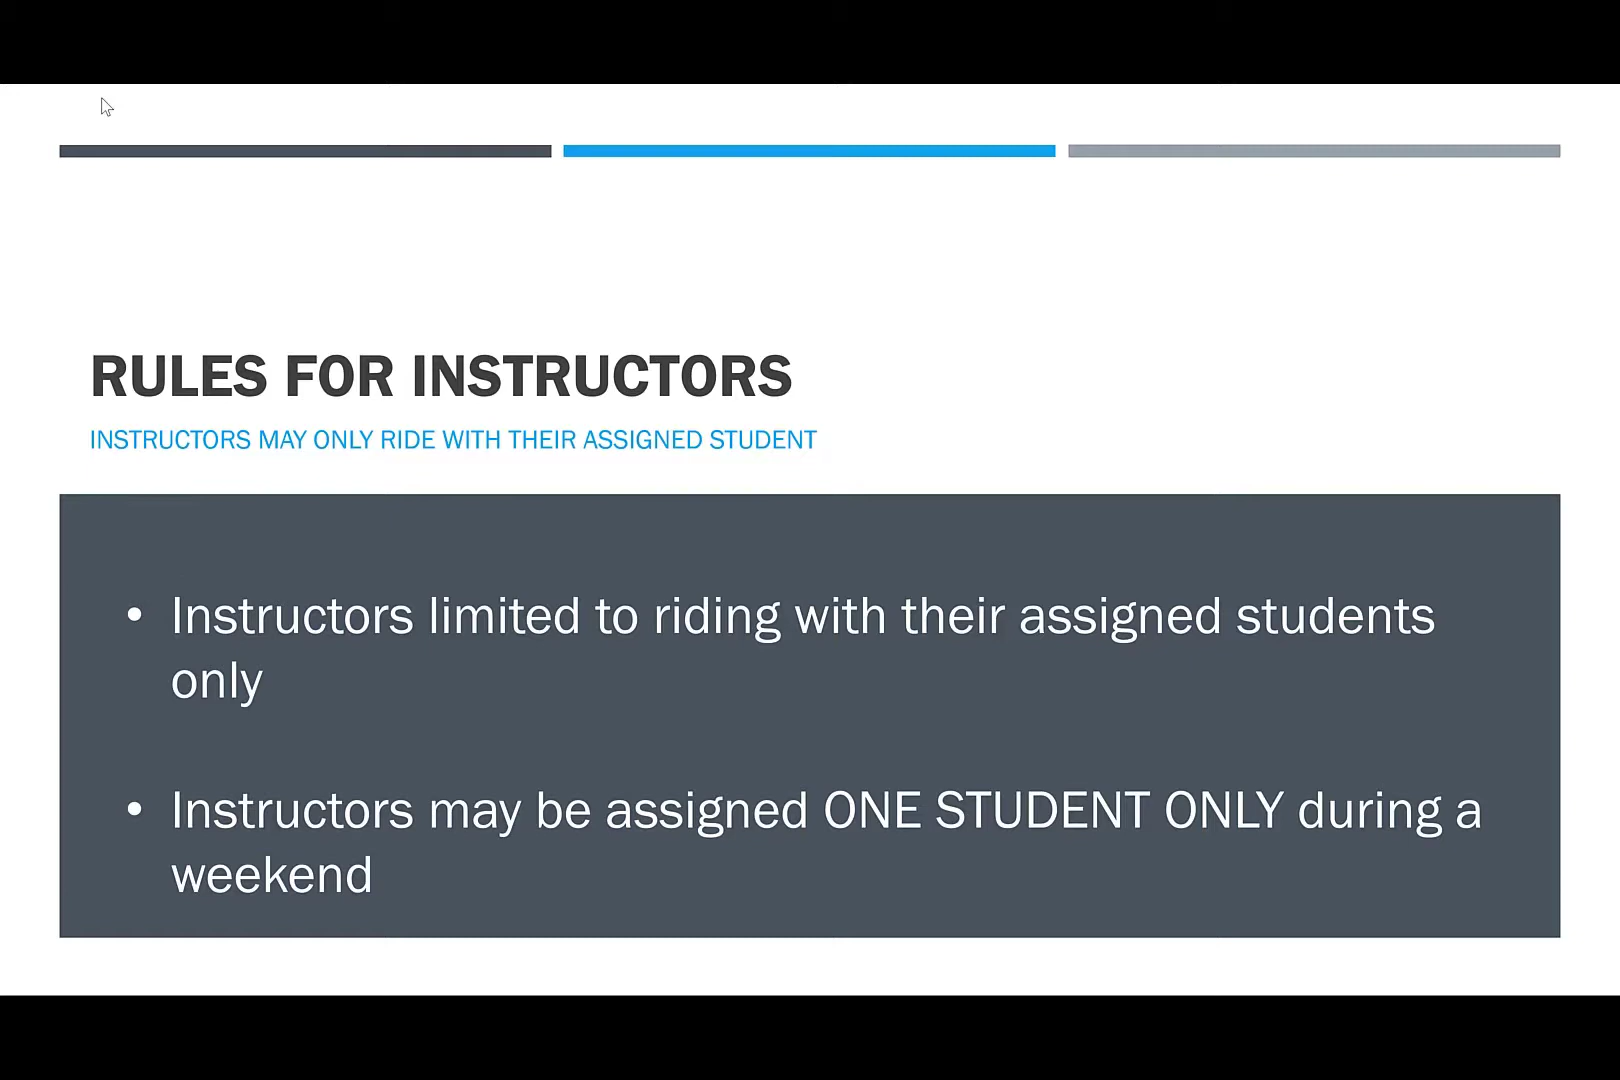 RULES FOR INSTRUCTORS
INSTRUCTORS MAY ONLY RIDE WITH THEIR ASSIGNED STUDENT
• Instructors limited to riding with their assigned students
only
• Instructors may be assigned ONE STUDENT ONLY during a
weekend